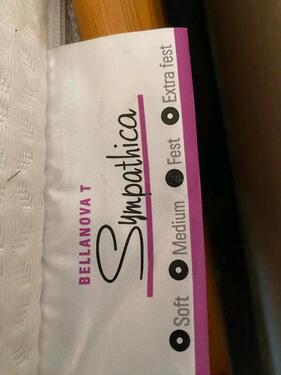 BELLANOVA T
Sympathica
Soft Medium Fest Extra fest